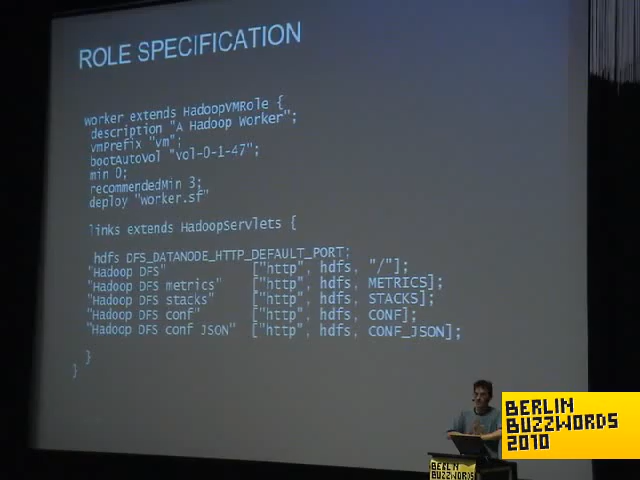 ROLE SPECIFICATION
worker extends HadoopVMRole {
description "A Hadoop Worker";
vmPrefix "vm";
bootAutoVol "vol-0-1-47";
min 0;
recommendedMin 3;
deploy "worker.sf"
links extends HadoopServlets {
hdfs DFS_DATANODE_HTTP_DEFAULT_PORT;
"Hadoop DFS" ["http", hdfs, "/"];
"Hadoop DFS metrics" ["http", hdfs, METRICS];
"Hadoop DFS stacks" ["http", hdfs, STACKS];
"Hadoop DFS conf" ["http", hdfs, CONF];
"Hadoop DFS conf JSON" ["http", hdfs, CONF_JSON];
}
}
BERLIN
BUZZWORDS
2010
BERLIN
BUZZWORDS